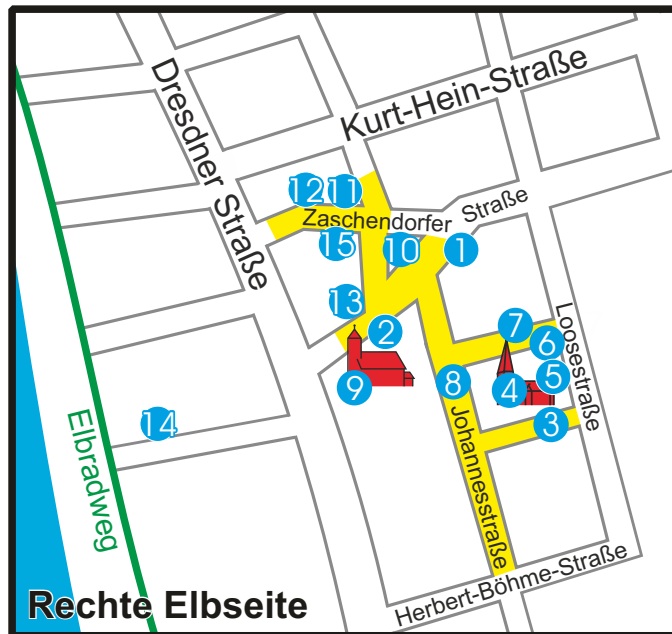 Dresdner Straße
Kurt-Hein-Straße
12
11
Zaschendorfer Straße
15
10
1
13
2
7
6
Loosestraße
9
8
4
5
14
3
Johannesstraße
Elbradweg
Herbert-Böhme-Straße
Rechte Elbseite